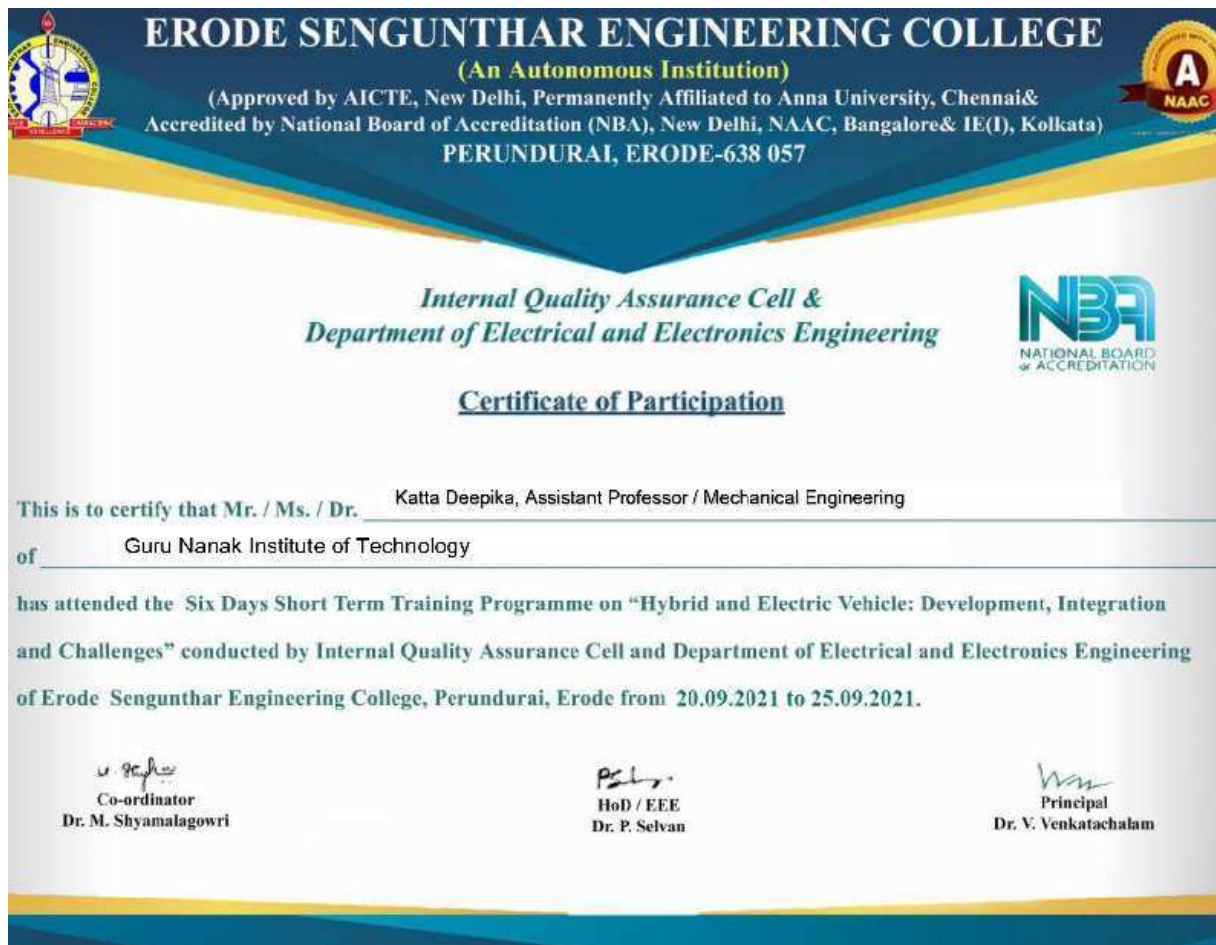 ERODE SENGUNTHAR ENGINEERING COLLEGE
(An Autonomous Institution)
(Approved by AICTE, New Delhi, Permanently Affiliated to Anna University, Chennai&
Accredited by National Board of Accreditation (NBA), New Delhi, NAAC, Bangalore& IE(I), Kolkata)
PERUNDURAI, ERODE-638 057
A
NAAC
Internal Quality Assurance Cell &
Department of Electrical and Electronics Engineering
NBA
NATIONAL BOARD
OF ACCREDITATION
Certificate of Participation
This is to certify that Mr. / Ms. / Dr. Katta Deepika, Assistant Professor / Mechanical Engineering
of Guru Nanak Institute of Technology
has attended the Six Days Short Term Training Programme on “Hybrid and Electric Vehicle: Development, Integration
and Challenges” conducted by Internal Quality Assurance Cell and Department of Electrical and Electronics Engineering
of Erode Sengunthar Engineering College, Perundurai, Erode from 20.09.2021 to 25.09.2021.
Co-ordinator
Dr. M. Shyamalagowri
HoD / EEE
Dr. P. Selvan
Principal
Dr. V. Venkatachalam